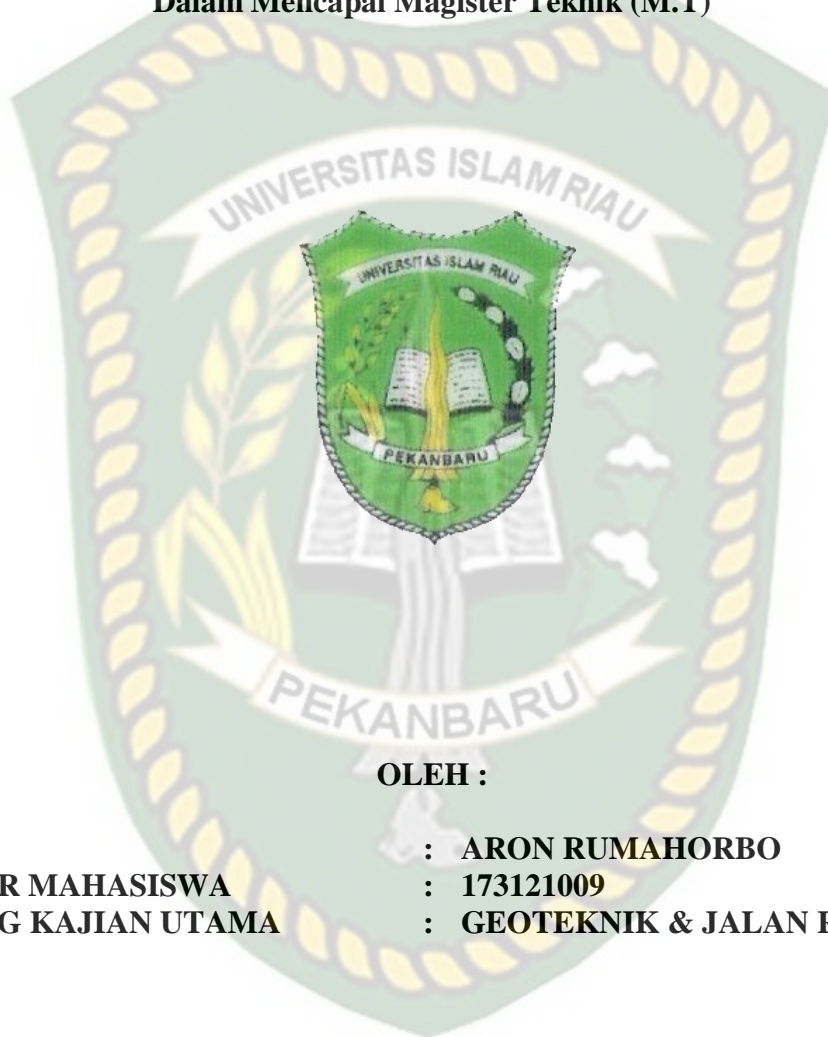 Dalam Mencapai Magister Teknik (M.T)
UNIVERSITAS ISLAM RIAU
UNIVERSITAS ISLAM RIAU
PEKANBARU
PEKANBARU
OLEH :
: ARON RUMAHORBO
R MAHASISWA : 173121009
G KAJIAN UTAMA : GEOTEKNIK & JALAN R